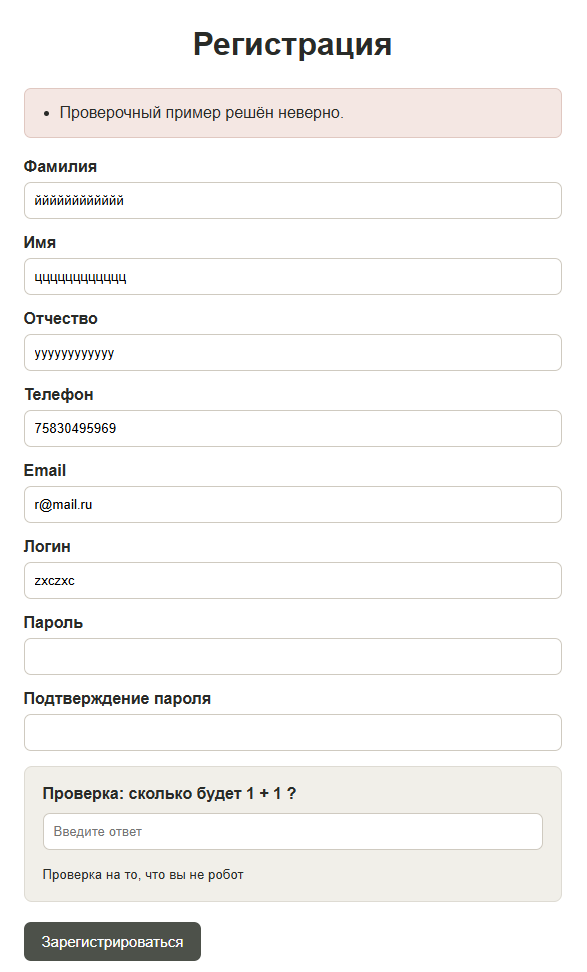 Регистрация
• Проверочный пример решён неверно.
Фамилия
йййййййййййй
Имя
цццццццццццц
Отчество
уууууууууууу
Телефон
75830495969
Email
r@mail.ru
Логин
zxczxc
Пароль
Подтверждение пароля
Проверка: сколько будет 1 + 1 ?
Введите ответ
Проверка на то, что вы не робот
Зарегистрироваться